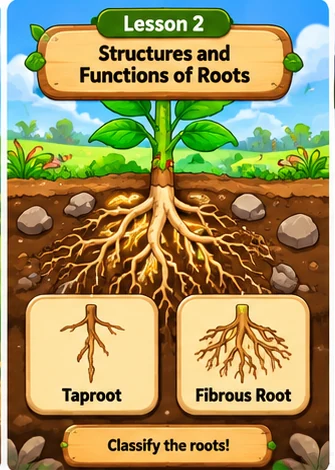 Lesson 2
Structures and
Functions of Roots
Taproot
Fibrous Root
Classify the roots!